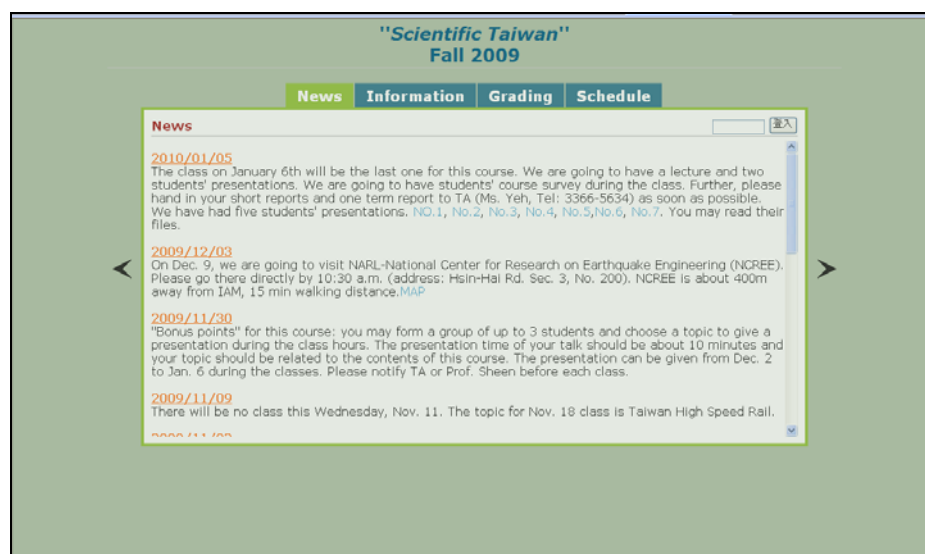 "Scientific Taiwan"
Fall 2009
News Information Grading Schedule
News 登入
2010/01/05
The class on January 6th will be the last one for this course. We are going to have a lecture and two
students' presentations. We are going to have students' course survey during the class. Further, please
hand in your short reports and one term report to TA (Ms. Yeh, Tel: 3366-5634) as soon as possible.
We have had five students' presentations. NO.1, No.2, No.3, No.4, No.5,No.6, No.7. You may read their
files.
2009/12/03
On Dec. 9, we are going to visit NARL-National Center for Research on Earthquake Engineering (NCREE).
Please go there directly by 10:30 a.m. (address: Hsin-Hai Rd. Sec. 3, No. 200). NCREE is about 400m
away from IAM, 15 min walking distance.MAP
2009/11/30
"Bonus points" for this course: you may form a group of up to 3 students and choose a topic to give a
presentation during the class hours. The presentation time of your talk should be about 10 minutes and
your topic should be related to the contents of this course. The presentation can be given from Dec. 2
to Jan. 6 during the classes. Please notify TA or Prof. Sheen before each class.
2009/11/09
There will be no class this Wednesday, Nov. 11. The topic for Nov. 18 class is Taiwan High Speed Rail.